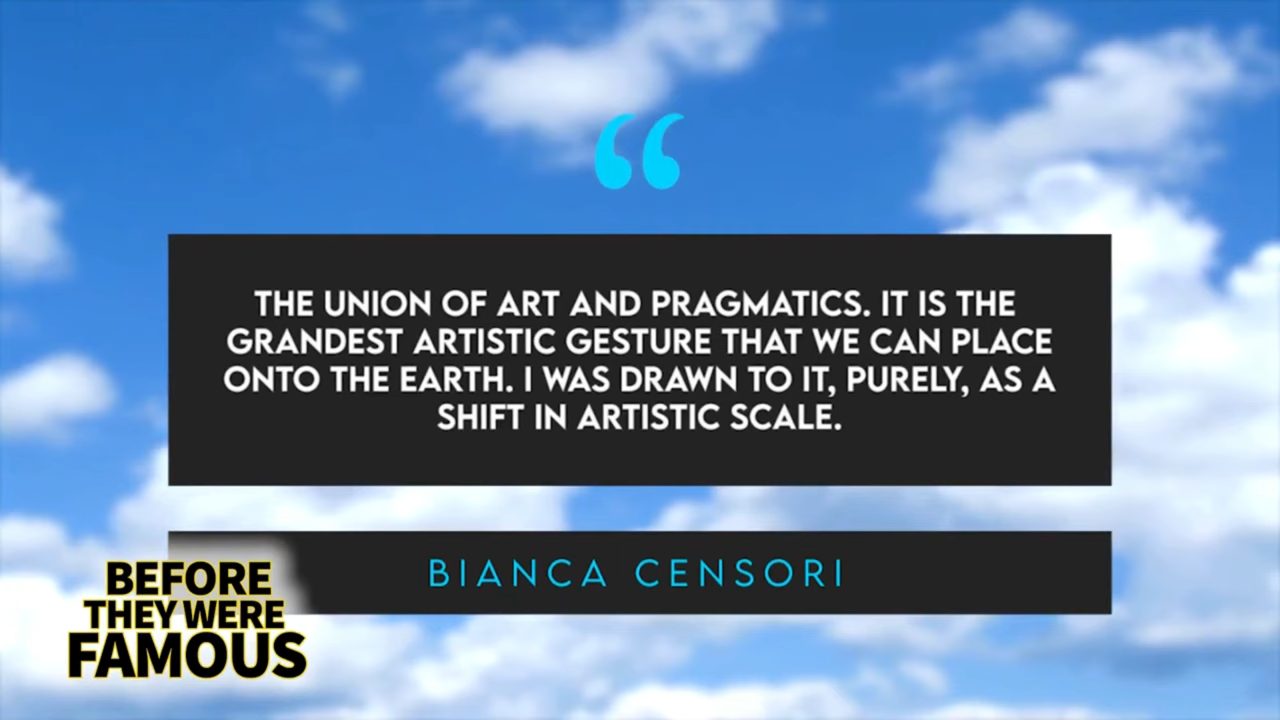 “
THE UNION OF ART AND PRAGMATICS. IT IS THE
GRANDEST ARTISTIC GESTURE THAT WE CAN PLACE
ONTO THE EARTH. I WAS DRAWN TO IT, PURELY, AS A
SHIFT IN ARTISTIC SCALE.
BIANCA CENSORI
BEFORE
THEY WERE
FAMOUS